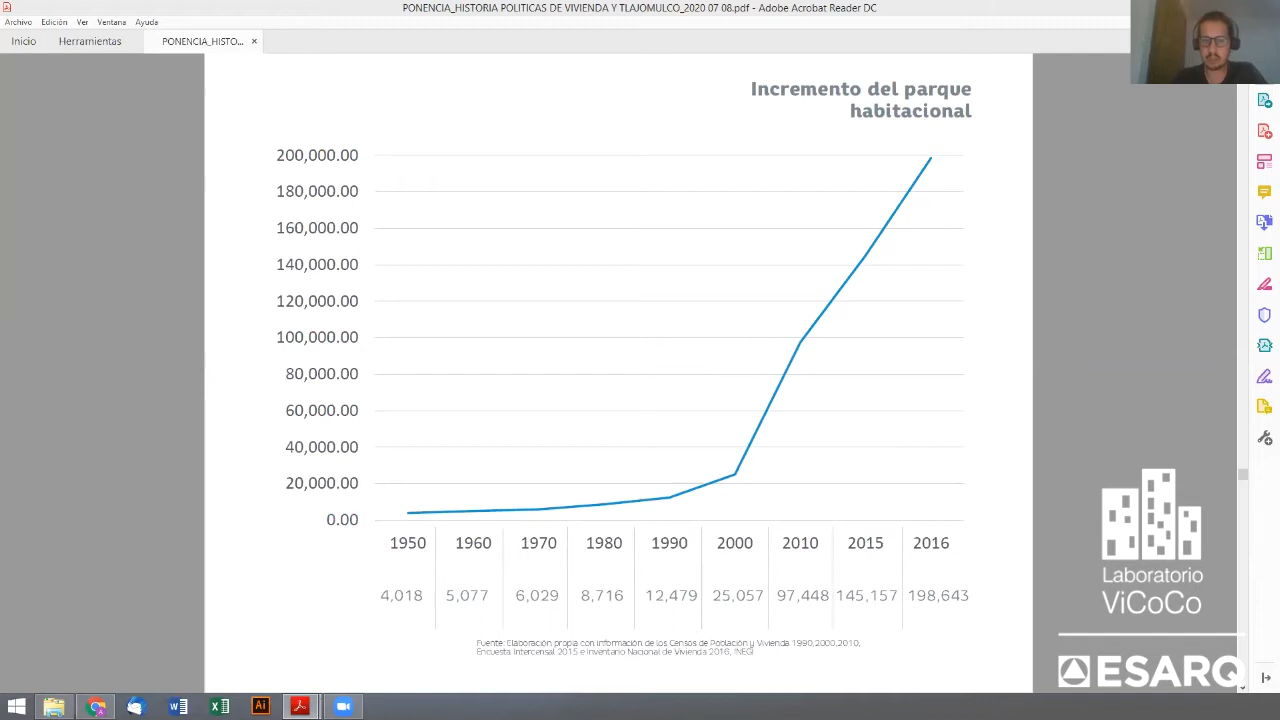 PONENCIA_HISTORIA POLITICAS DE VIVIENDA Y TLAJOMULCO_2020 07 08.pdf - Adobe Acrobat Reader DC
Archivo Edición Ver Ventana Ayuda
Inicio Herramientas PONENCIA_HISTO... ×
Incremento del parque
habitacional
200,000.00
180,000.00
160,000.00
140,000.00
120,000.00
100,000.00
80,000.00
60,000.00
40,000.00
20,000.00
0.00
1950 1960 1970 1980 1990 2000 2010 2015 2016
4,018 5,077 6,029 8,716 12,479 25,057 97,448 145,157 198,643
Fuente: Elaboración propia con información de los Censos de Población y Vivienda 1990,2000,2010,
Encuesta Intercensal 2015 e Inventario Nacional de Vivienda 2016, INEGI
Laboratorio
ViCoCo
ESARQ
Ai